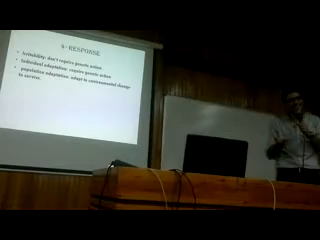 4-RESPONSE
• Irritability: don't require genetic action
• Individual adaptation: require genetic action
• population adaptation: adapt to environmental change
to survive.